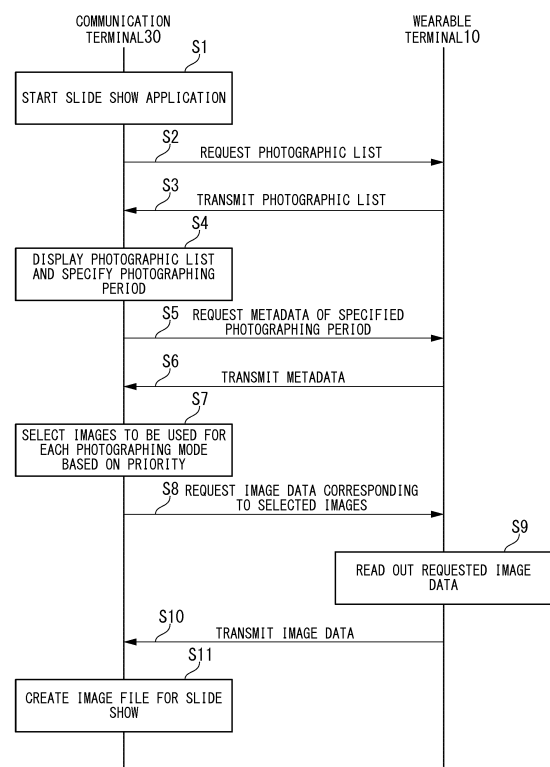 COMMUNICATION
TERMINAL30
WEARABLE
TERMINAL10
S1
START SLIDE SHOW APPLICATION
S2
REQUEST PHOTOGRAPHIC LIST
S3
TRANSMIT PHOTOGRAPHIC LIST
S4
DISPLAY PHOTOGRAPHIC LIST
AND SPECIFY PHOTOGRAPHING
PERIOD
S5
REQUEST METADATA OF SPECIFIED
PHOTOGRAPHING PERIOD
S6
TRANSMIT METADATA
S7
SELECT IMAGES TO BE USED FOR
EACH PHOTOGRAPHING MODE
BASED ON PRIORITY
S8
REQUEST IMAGE DATA CORRESPONDING
TO SELECTED IMAGES
S9
READ OUT REQUESTED IMAGE
DATA
S10
TRANSMIT IMAGE DATA
S11
CREATE IMAGE FILE FOR SLIDE
SHOW